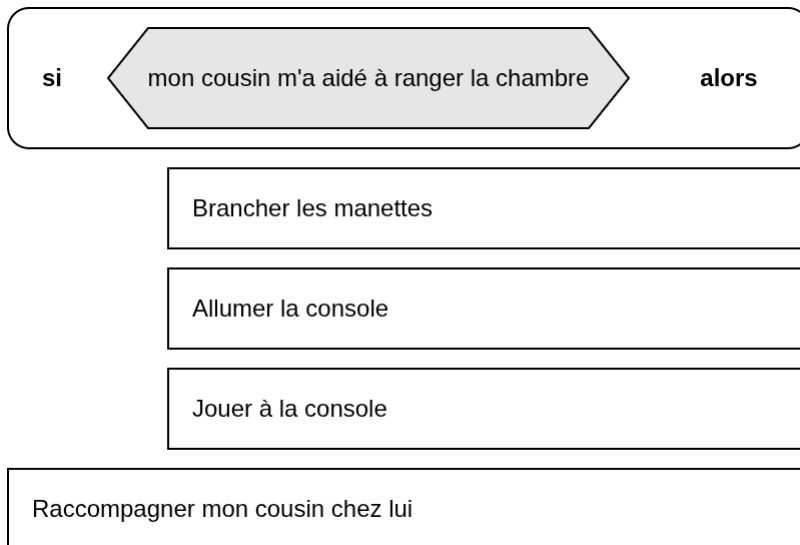 si mon cousin m'a aidé à ranger la chambre alors
Brancher les manettes
Allumer la console
Jouer à la console
Raccompagner mon cousin chez lui